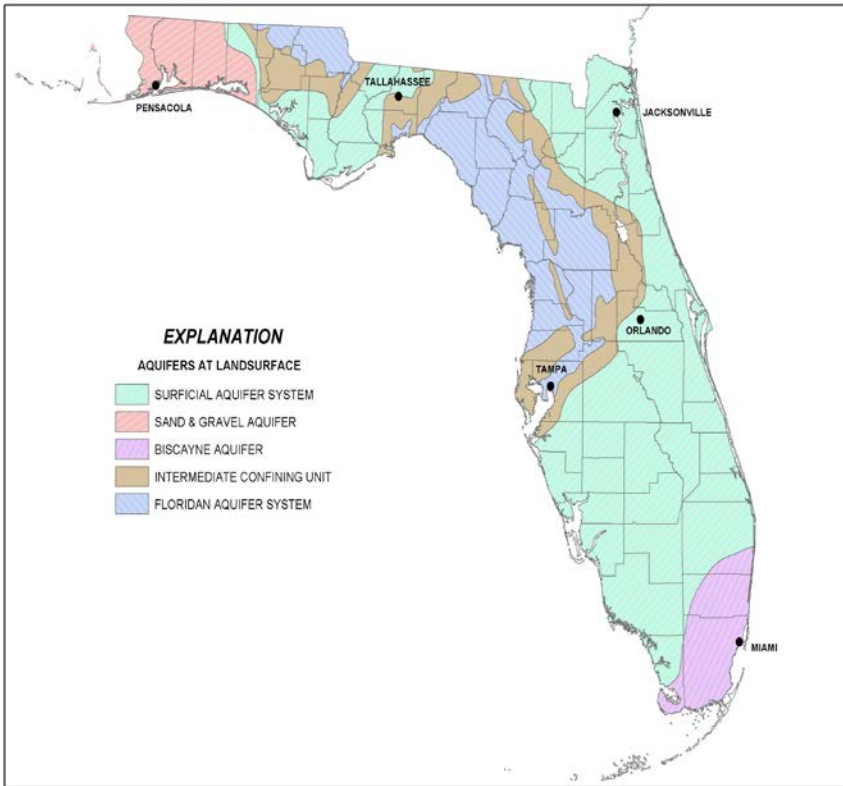 TALLAHASSEE
PENSACOLA
JACKSONVILLE
EXPLANATION
AQUIFERS AT LANDSURFACE
SURFICIAL AQUIFER SYSTEM
SAND & GRAVEL AQUIFER
BISCAYNE AQUIFER
INTERMEDIATE CONFINING UNIT
FLORIDAN AQUIFER SYSTEM
ORLANDO
TAMPA
MIAMI